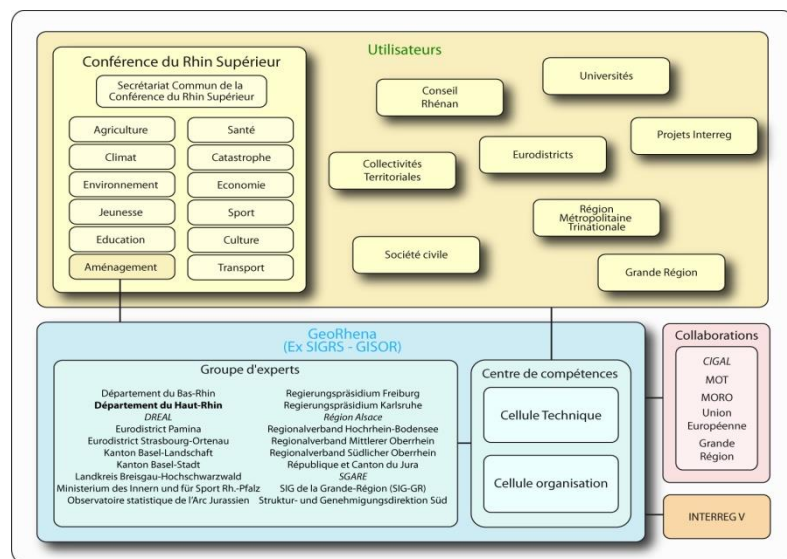 Utilisateurs
Conférence du Rhin Supérieur
Secrétariat Commun de la
Conférence du Rhin Supérieur
Agriculture
Santé
Climat
Catastrophe
Environnement
Economie
Jeunesse
Sport
Education
Culture
Aménagement
Transport
Conseil
Rhénan
Universités
Projets Interreg
Collectivités
Territoriales
Eurodistricts
Région
Métropolitaine
Trinationale
Société civile
Grande Région
GeoRhena
(Ex SIGRS - GISOR)
Groupe d'experts
Département du Bas-Rhin
Département du Haut-Rhin
DREAL
Eurodistrict Pamina
Eurodistrict Strasbourg-Ortenau
Kanton Basel-Landschaft
Kanton Basel-Stadt
Landkreis Breisgau-Hochschwarzwald
Ministerium des Innern und für Sport Rh.-Pfalz
Observatoire statistique de l'Arc Jurassien
Regierungspräsidium Freiburg
Regierungspräsidium Karlsruhe
Région Alsace
Regionalverband Hochrhein-Bodensee
Regionalverband Mittlerer Oberrhein
Regionalverband Südlicher Oberrhein
République et Canton du Jura
SGARE
SIG de la Grande-Région (SIG-GR)
Struktur- und Genehmigungsdirektion Süd
Centre de compétences
Cellule Technique
Cellule organisation
Collaborations
CIGAL
MOT
MORO
Union
Européenne
Grande
Région
INTERREG V